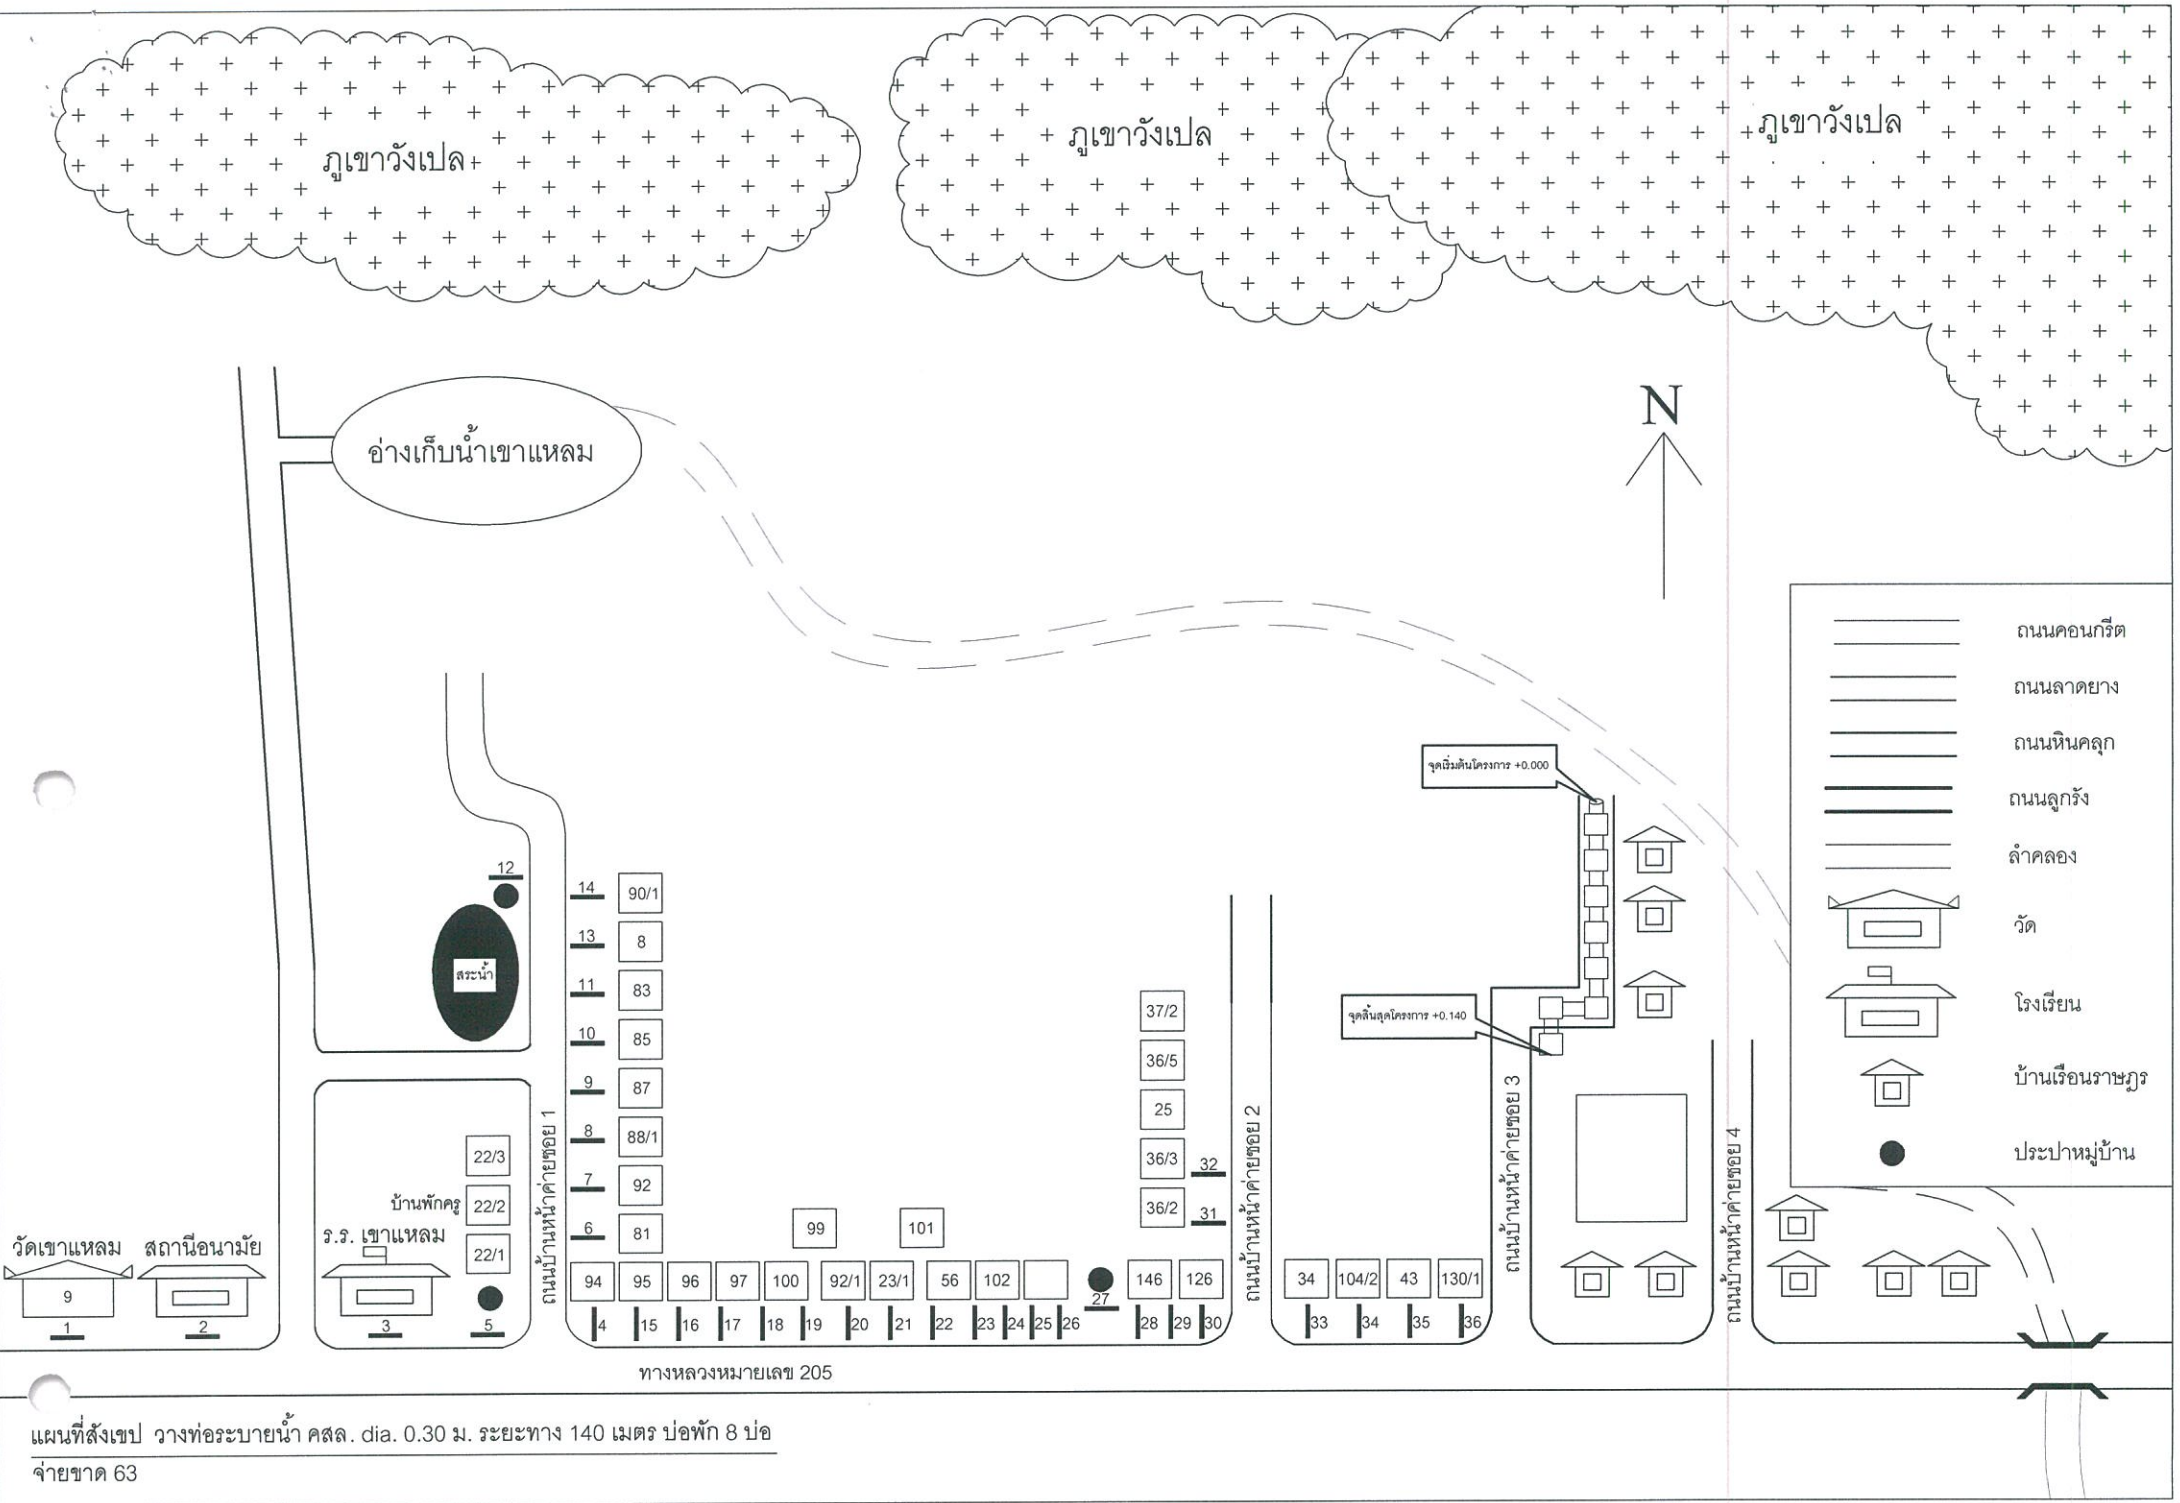 ภูเขาวังเปล
ภูเขาวังเปล
ภูเขาวังเปล
N
อ่างเก็บน้ำเขาแหลม
ถนนคอนกรีต
ถนนลาดยาง
ถนนหินคลุก
ถนนลูกรัง
ลำคลอง
วัด
โรงเรียน
บ้านเรือนราษฎร
ประปาหมู่บ้าน
จุดเริ่มต้นโครงการ +0.000
จุดสิ้นสุดโครงการ +0.140
12
สระน้ำ
14
90/1
13
8
11
83
10
85
9
87
8
88/1
7
92
6
81
37/2
36/5
25
36/3
32
36/2
31
22/3
บ้านพักครู
22/2
ร.ร. เขาแหลม
22/1
99
101
วัดเขาแหลม
สถานีอนามัย
9
1
2
3
5
ถนนบ้านหน้าค่ายซอย 1
ถนนบ้านหน้าค่ายซอย 2
ถนนบ้านหน้าค่ายซอย 3
ถนนบ้านหน้าค่ายซอย 4
94
95
96
97
100
92/1
23/1
56
102
146
126
34
104/2
43
130/1
4
15
16
17
18
19
20
21
22
23
24
25
26
27
28
29
30
33
34
35
36
ทางหลวงหมายเลข 205
แผนที่สังเขป วางท่อระบายน้ำ คสล. dia. 0.30 ม. ระยะทาง 140 เมตร บ่อพัก 8 บ่อ
จ่ายขาด 63